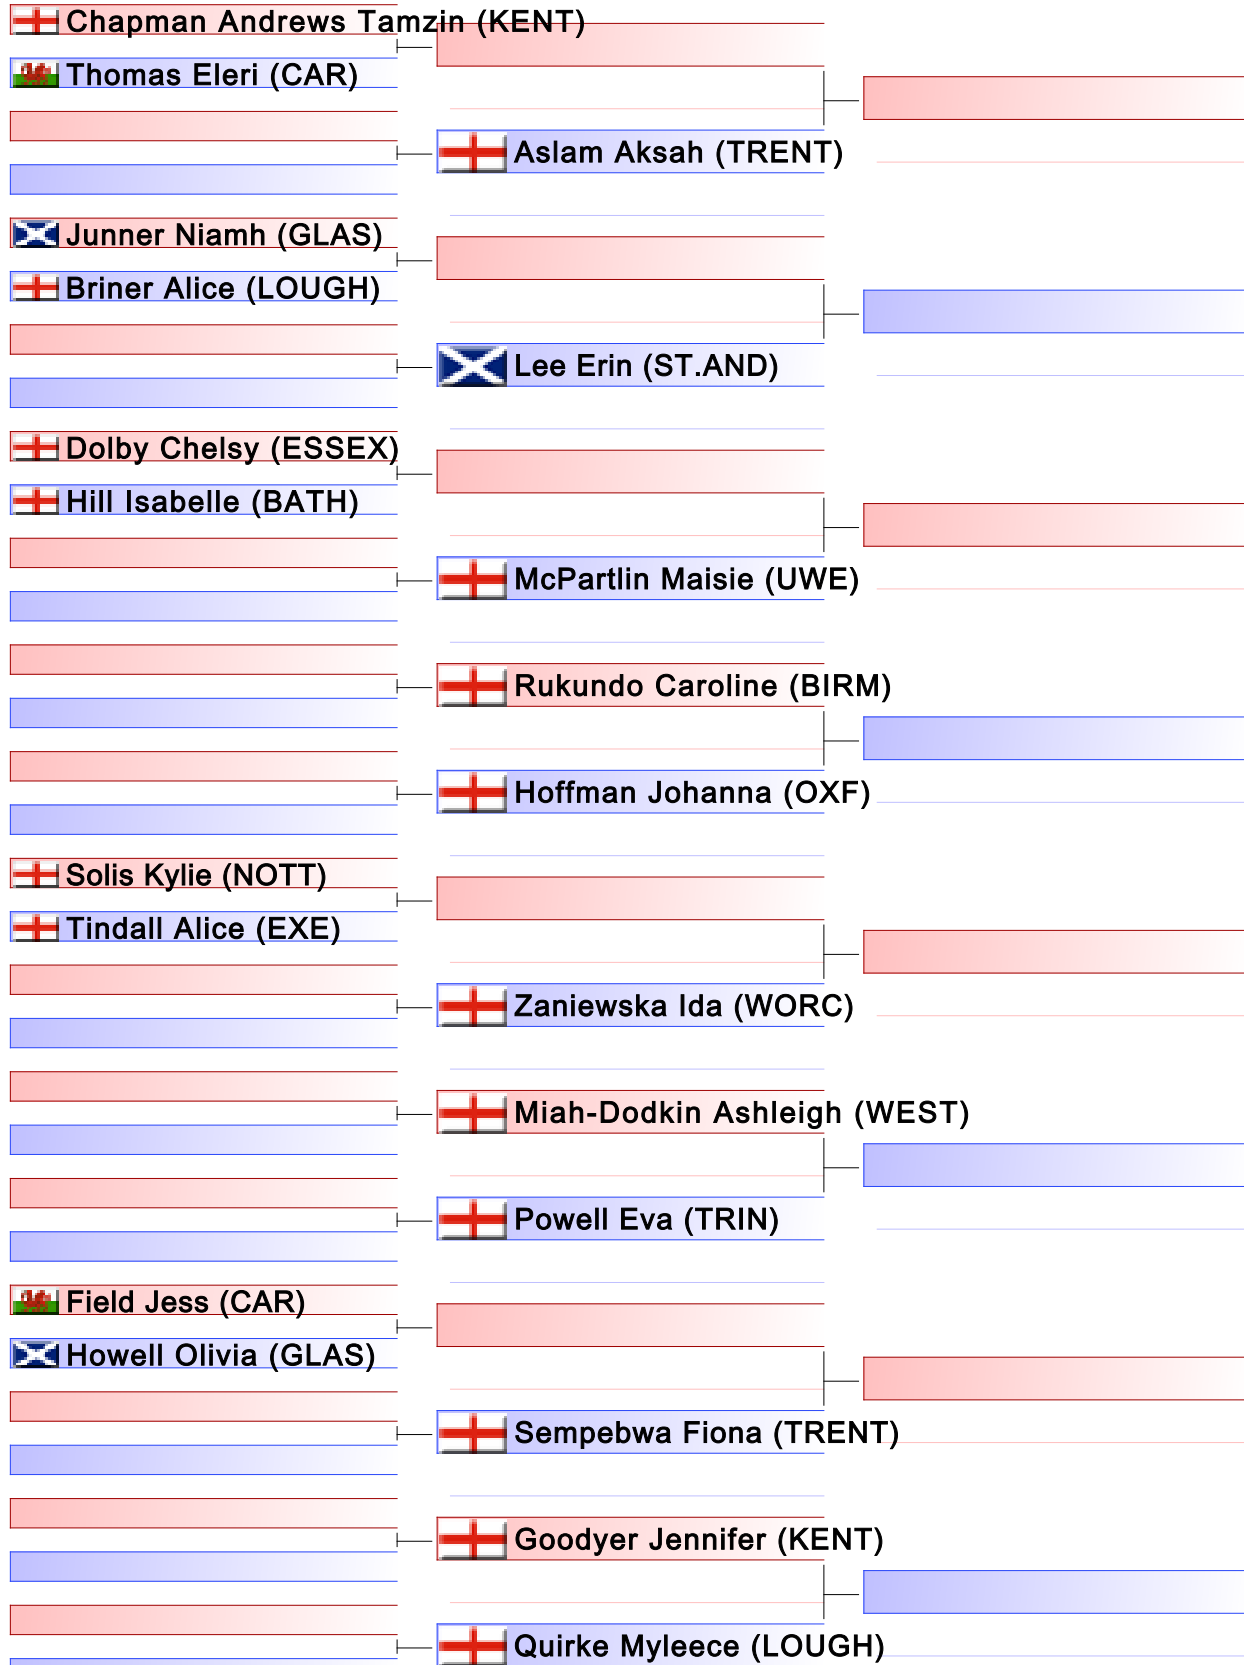 Chapman Andrews Tamzin (KENT)
Thomas Eleri (CAR)
Aslam Aksah (TRENT)
Junner Niamh (GLAS)
Briner Alice (LOUGH)
Lee Erin (ST.AND)
Dolby Chelsy (ESSEX)
Hill Isabelle (BATH)
McPartlin Maisie (UWE)
Rukundo Caroline (BIRM)
Hoffman Johanna (OXF)
Solis Kylie (NOTT)
Tindall Alice (EXE)
Zaniewska Ida (WORC)
Miah-Dodkin Ashleigh (WEST)
Powell Eva (TRIN)
Field Jess (CAR)
Howell Olivia (GLAS)
Sempebwa Fiona (TRENT)
Goodyer Jennifer (KENT)
Quirke Myleece (LOUGH)